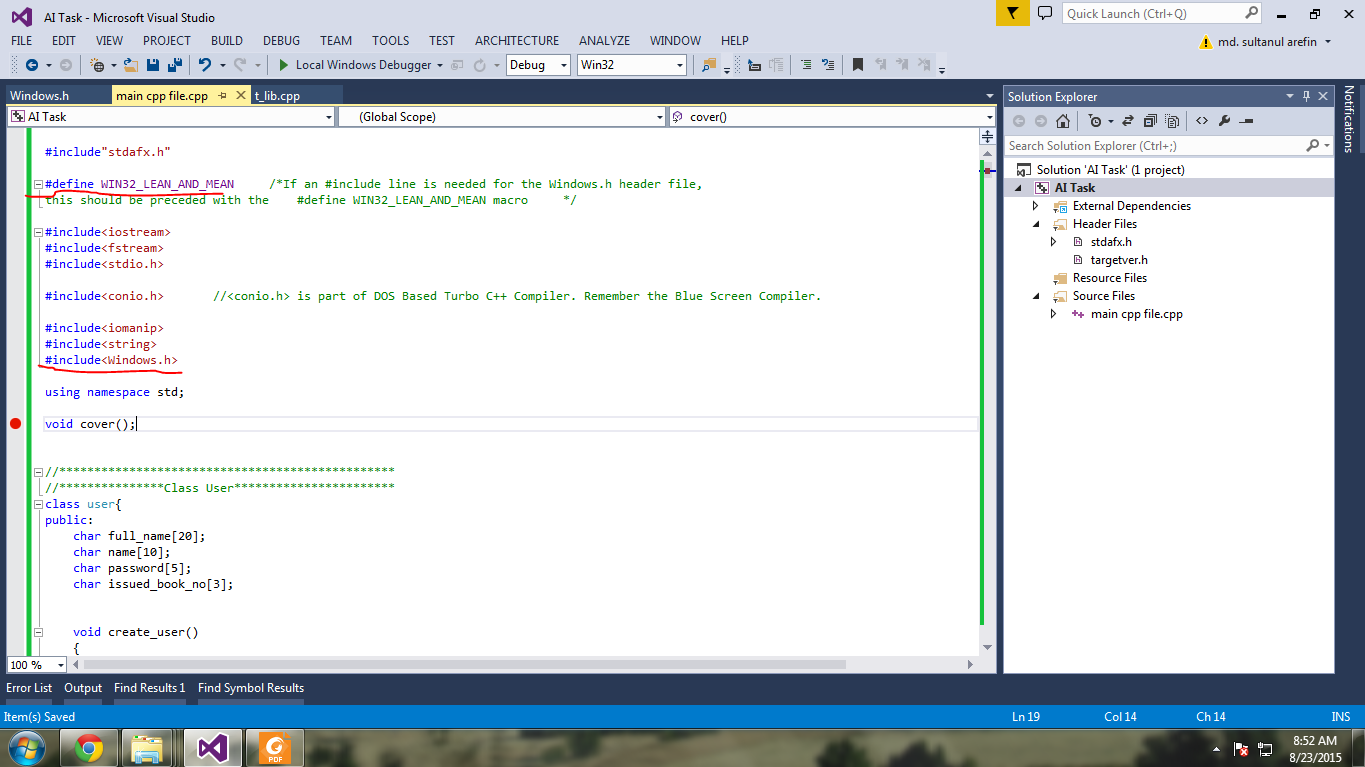 AI Task - Microsoft Visual Studio
Quick Launch (Ctrl+Q)
FILE EDIT VIEW PROJECT BUILD DEBUG TEAM TOOLS TEST ARCHITECTURE ANALYZE WINDOW HELP
md. sultanul arefin
Local Windows Debugger Debug Win32
Windows.h main cpp file.cpp t_lib.cpp
AI Task (Global Scope) cover()
#include"stdafx.h"
#define WIN32_LEAN_AND_MEAN /*If an #include line is needed for the Windows.h header file,
this should be preceded with the #define WIN32_LEAN_AND_MEAN macro */
#include<iostream>
#include<fstream>
#include<stdio.h>
#include<conio.h> //<conio.h> is part of DOS Based Turbo C++ Compiler. Remember the Blue Screen Compiler.
#include<iomanip>
#include<string>
#include<Windows.h>
using namespace std;
void cover();
//************************************************
//***************Class User***********************
class user{
public:
char full_name[20];
char name[10];
char password[5];
char issued_book_no[3];
void create_user()
{
100 %
Solution Explorer
Search Solution Explorer (Ctrl+;)
Solution 'AI Task' (1 project)
AI Task
External Dependencies
Header Files
stdafx.h
targetver.h
Resource Files
Source Files
main cpp file.cpp
Notifications
Error List Output Find Results 1 Find Symbol Results
Item(s) Saved Ln 19 Col 14 Ch 14 INS
PDF
8:52 AM
8/23/2015